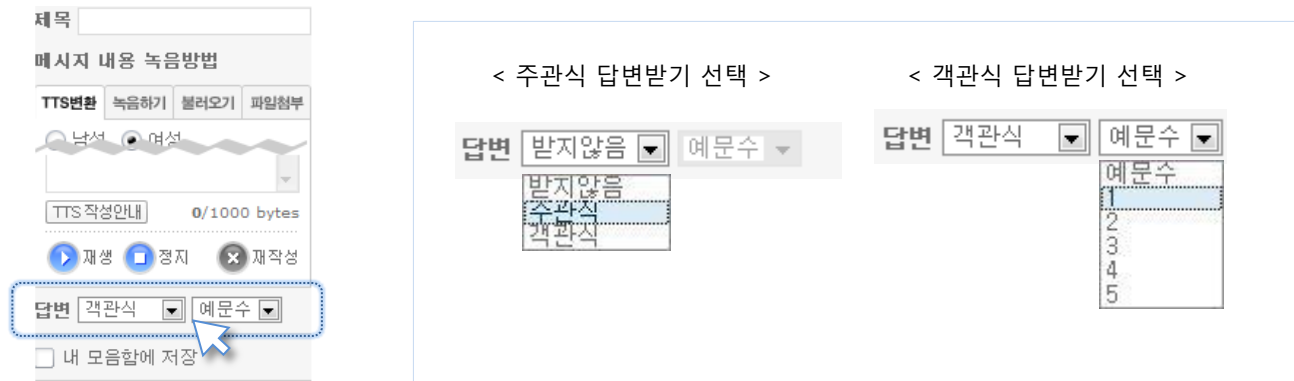 제목
메시지 내용 녹음방법
TTS변환 녹음하기 불러오기 파일첨부
남성 여성
TTS 작성안내 0/1000 bytes
재생 정지 재작성
답변 객관식 예문수
내 모음함에 저장
< 주관식 답변받기 선택 >
답변 받지않음 예문수
받지않음
주관식
객관식
< 객관식 답변받기 선택 >
답변 객관식 예문수
예문수
1
2
3
4
5